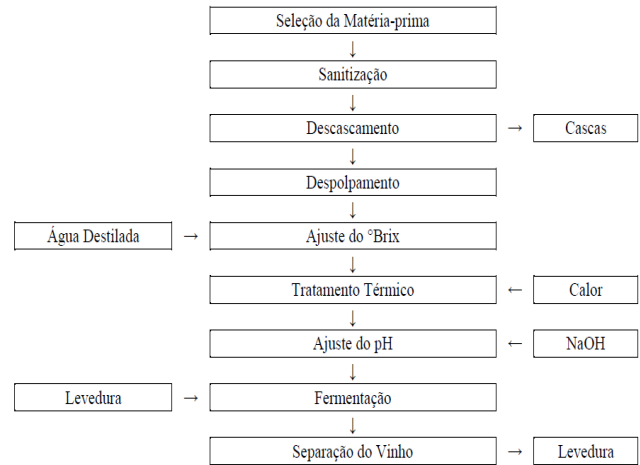 Seleção da Matéria-prima
↓
Sanitização
↓
Descascamento → Cascas
↓
Despolpamento
↓
Água Destilada → Ajuste do °Brix
↓
Tratamento Térmico ← Calor
↓
Ajuste do pH ← NaOH
↓
Levedura → Fermentação
↓
Separação do Vinho → Levedura